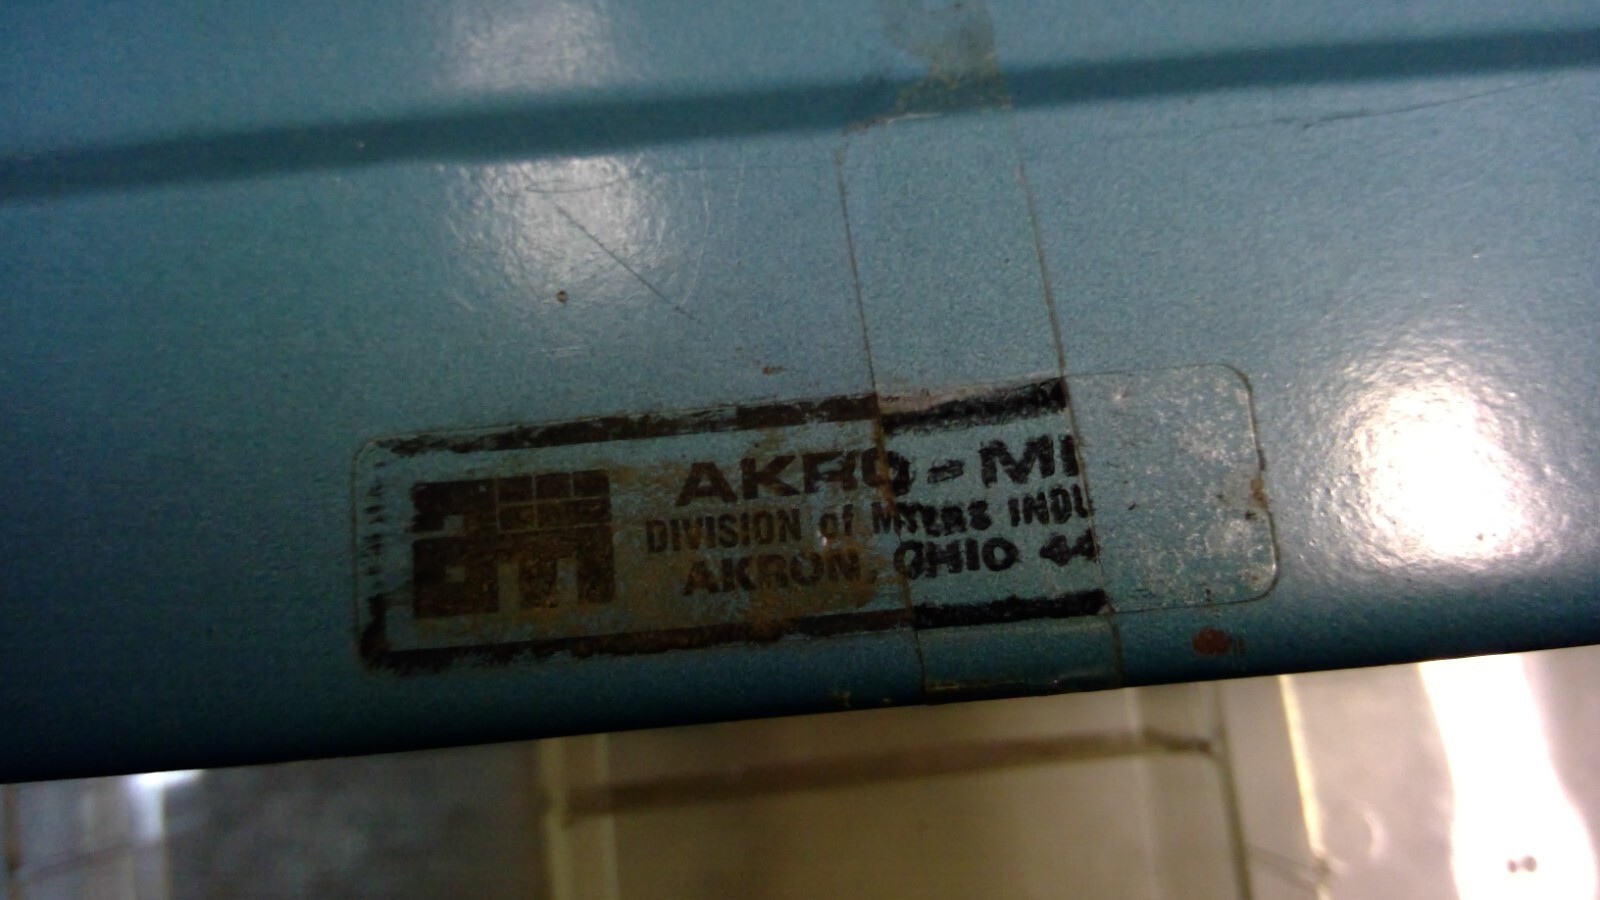 AKRO-MI
DIVISION of MYERS INDU
AKRON, OHIO 44